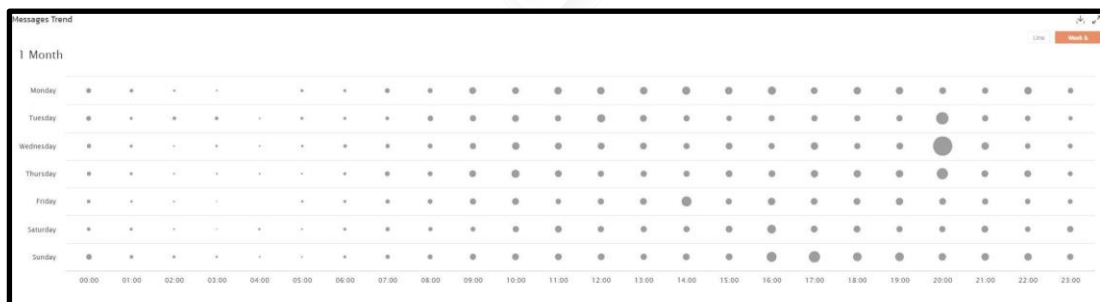 Messages Trend
Line
1 Month
Monday
Tuesday
Wednesday
Thursday
Friday
Saturday
Sunday
00:00 01:00 02:00 03:00 04:00 05:00 06:00 07:00 08:00 09:00 10:00 11:00 12:00 13:00 14:00 15:00 16:00 17:00 18:00 19:00 20:00 21:00 22:00 23:00